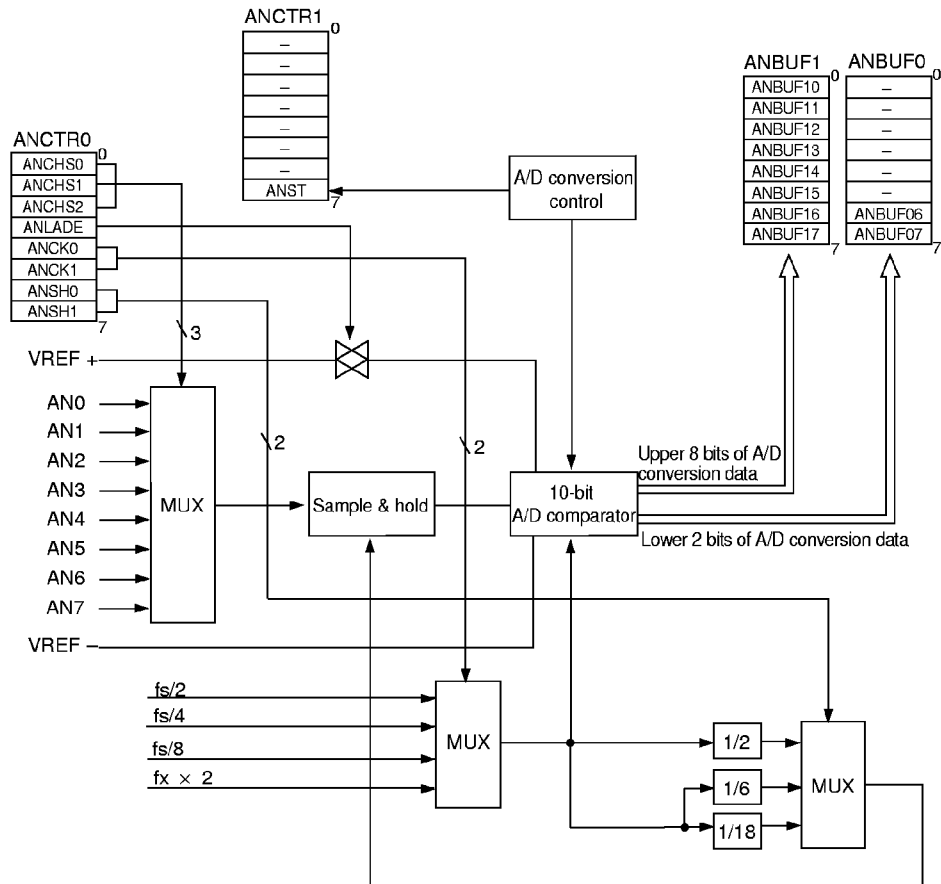 ANCTR1
0
–
–
–
–
–
–
–
ANST
7
ANBUF1
0
ANBUF10
ANBUF11
ANBUF12
ANBUF13
ANBUF14
ANBUF15
ANBUF16
ANBUF17
7
ANBUF0
0
–
–
–
–
–
–
ANBUF06
ANBUF07
7
ANCTR0
0
ANCHS0
ANCHS1
ANCHS2
ANLADE
ANCK0
ANCK1
ANSH0
ANSH1
7
A/D conversion
control
3
VREF +
AN0
AN1
AN2
AN3
AN4
AN5
AN6
AN7
VREF –
MUX
2
2
Sample & hold
10-bit
A/D comparator
Upper 8 bits of A/D
conversion data
Lower 2 bits of A/D conversion data
fs/2
fs/4
fs/8
fx × 2
MUX
1/2
1/6
1/18
MUX